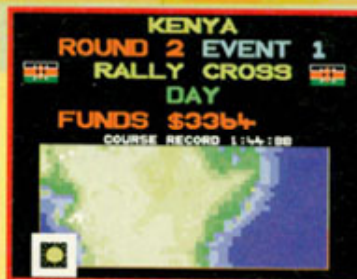 KENYA
ROUND 2 EVENT 1
RALLY CROSS
DAY
FUNDS $3364
COURSE RECORD 1:44:88